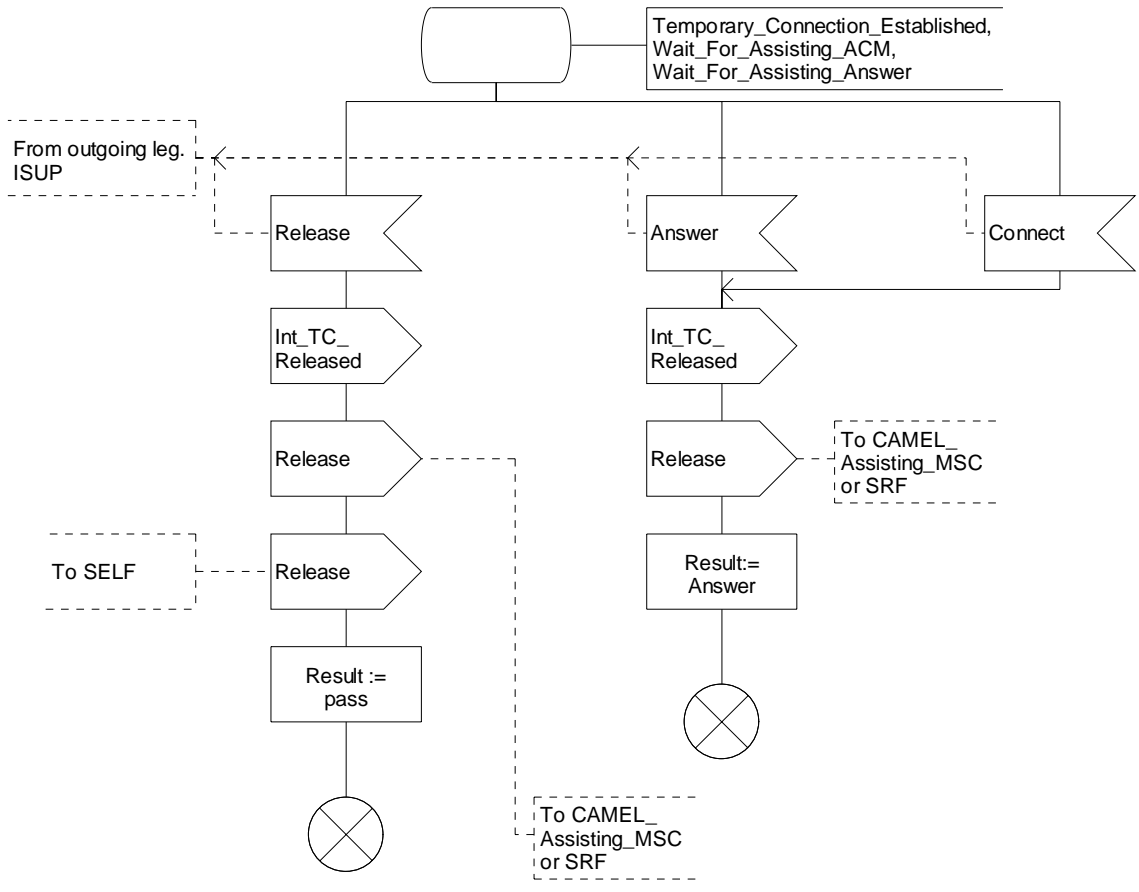 Temporary_Connection_Established,
Wait_For_Assisting_ACM,
Wait_For_Assisting_Answer
From outgoing leg.
ISUP
Release
Answer
Connect
Int_TC_
Released
Int_TC_
Released
Release
Release
To CAMEL_
Assisting_MSC
or SRF
To SELF
Release
Result:=
Answer
Result :=
pass
To CAMEL_
Assisting_MSC
or SRF